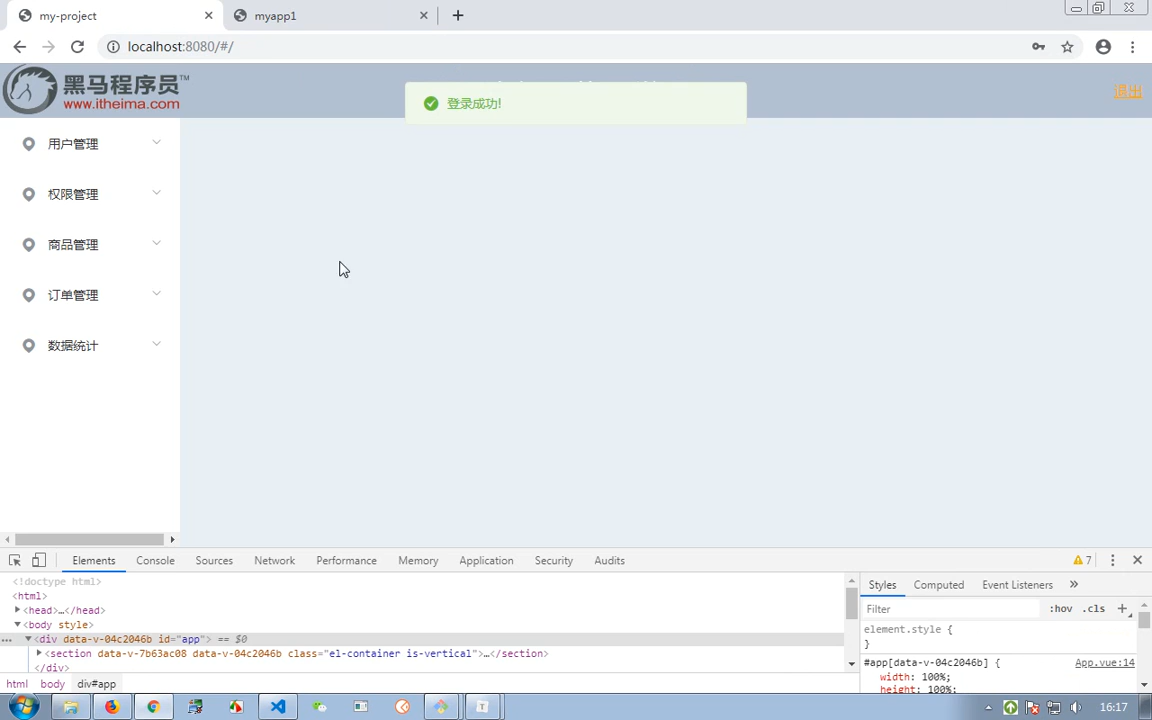 my-project
myapp1
localhost:8080/#/
黑马程序员™
www.itheima.com
登录成功!
退出
用户管理
权限管理
商品管理
订单管理
数据统计
Elements Console Sources Network Performance Memory Application Security Audits 7
<!doctype html>
<html>
<head>…</head>
<body style>
… <div data-v-04c2046b id="app"> == $0
<section data-v-7b63ac08 data-v-04c2046b class="el-container is-vertical">…</section>
</div>
html body div#app
Styles Computed Event Listeners »
Filter :hov .cls +
element.style {
}
#app[data-v-04c2046b] { App.vue:14
width: 100%;
height: 100%;
16:17